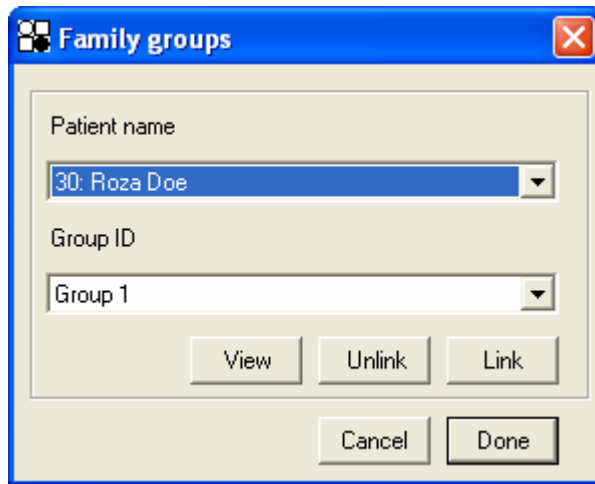 Family groups
Patient name
30: Roza Doe
Group ID
Group 1
View Unlink Link
Cancel Done